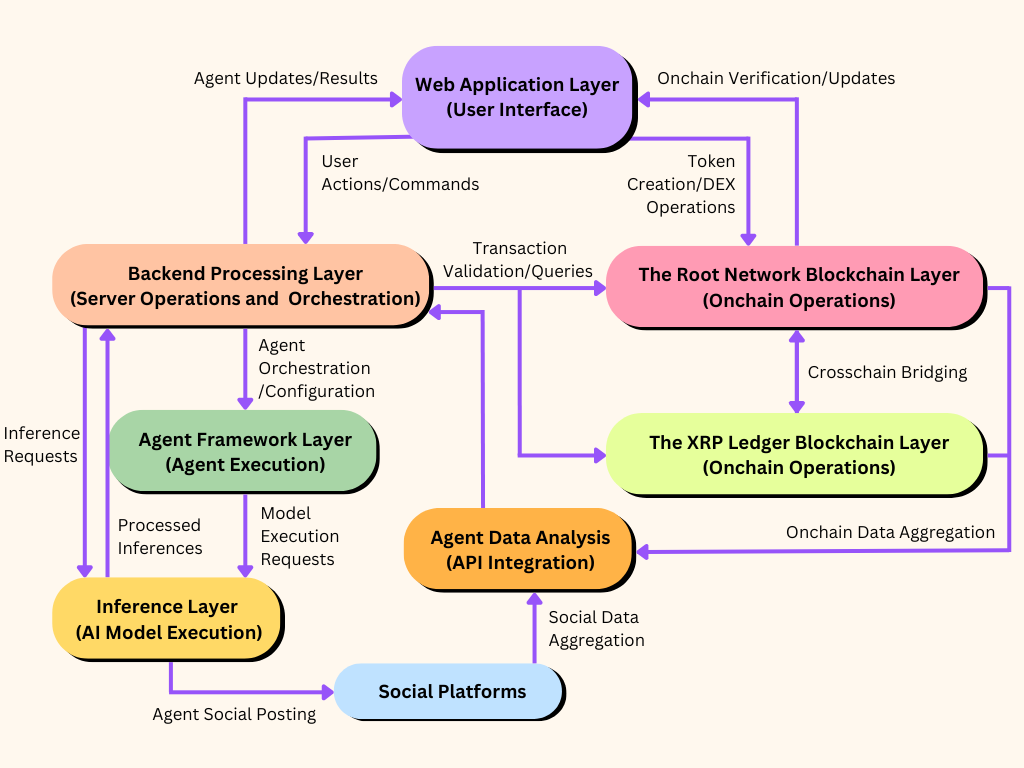 Agent Updates/Results
Web Application Layer
(User Interface)
Onchain Verification/Updates
User
Actions/Commands
Token
Creation/DEX
Operations
Transaction
Validation/Queries
Backend Processing Layer
(Server Operations and Orchestration)
The Root Network Blockchain Layer
(Onchain Operations)
Agent
Orchestration
/Configuration
Crosschain Bridging
Inference
Requests
Agent Framework Layer
(Agent Execution)
The XRP Ledger Blockchain Layer
(Onchain Operations)
Processed
Inferences
Model
Execution
Requests
Agent Data Analysis
(API Integration)
Onchain Data Aggregation
Inference Layer
(AI Model Execution)
Social Data
Aggregation
Social Platforms
Agent Social Posting